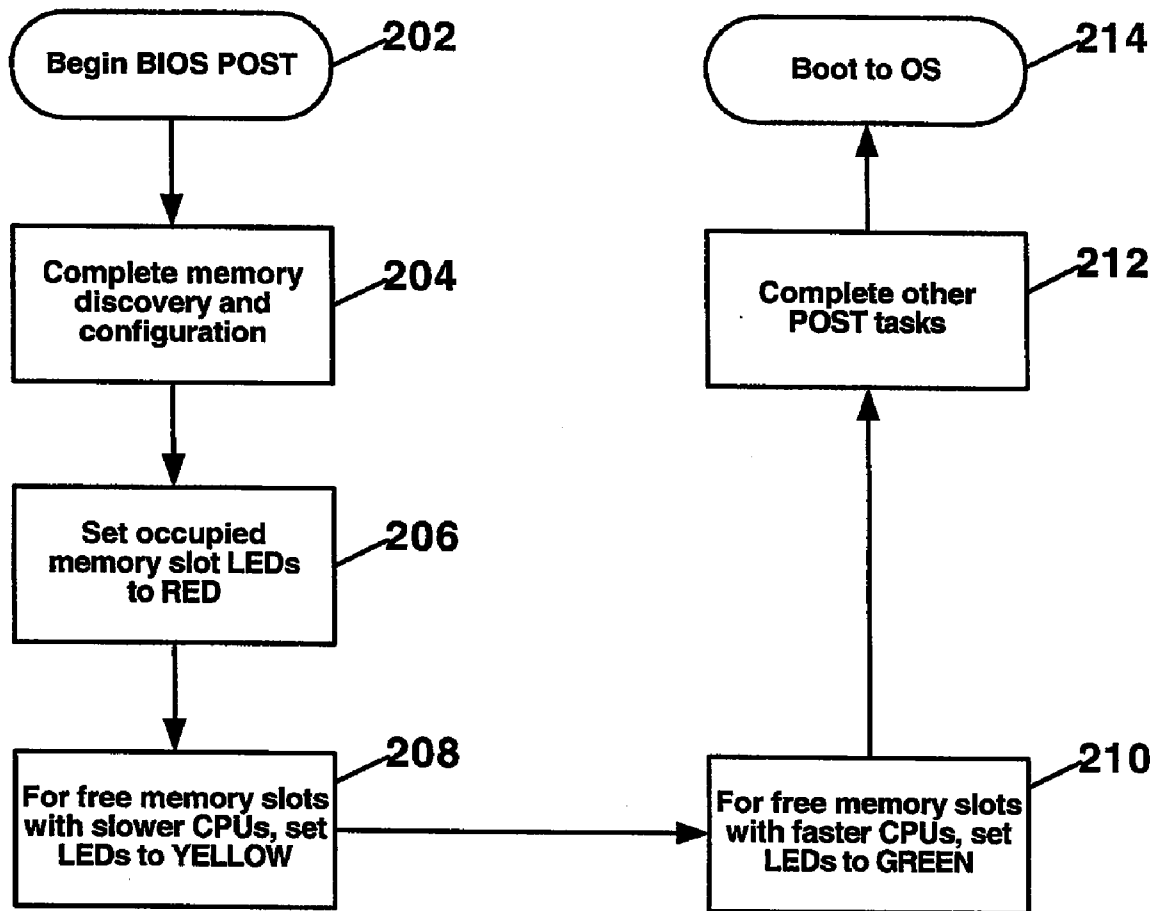 Begin BIOS POST
202
Complete memory
discovery and
configuration
204
Set occupied
memory slot LEDs
to RED
206
For free memory slots
with slower CPUs, set
LEDs to YELLOW
208
For free memory slots
with faster CPUs, set
LEDs to GREEN
210
Complete other
POST tasks
212
Boot to OS
214